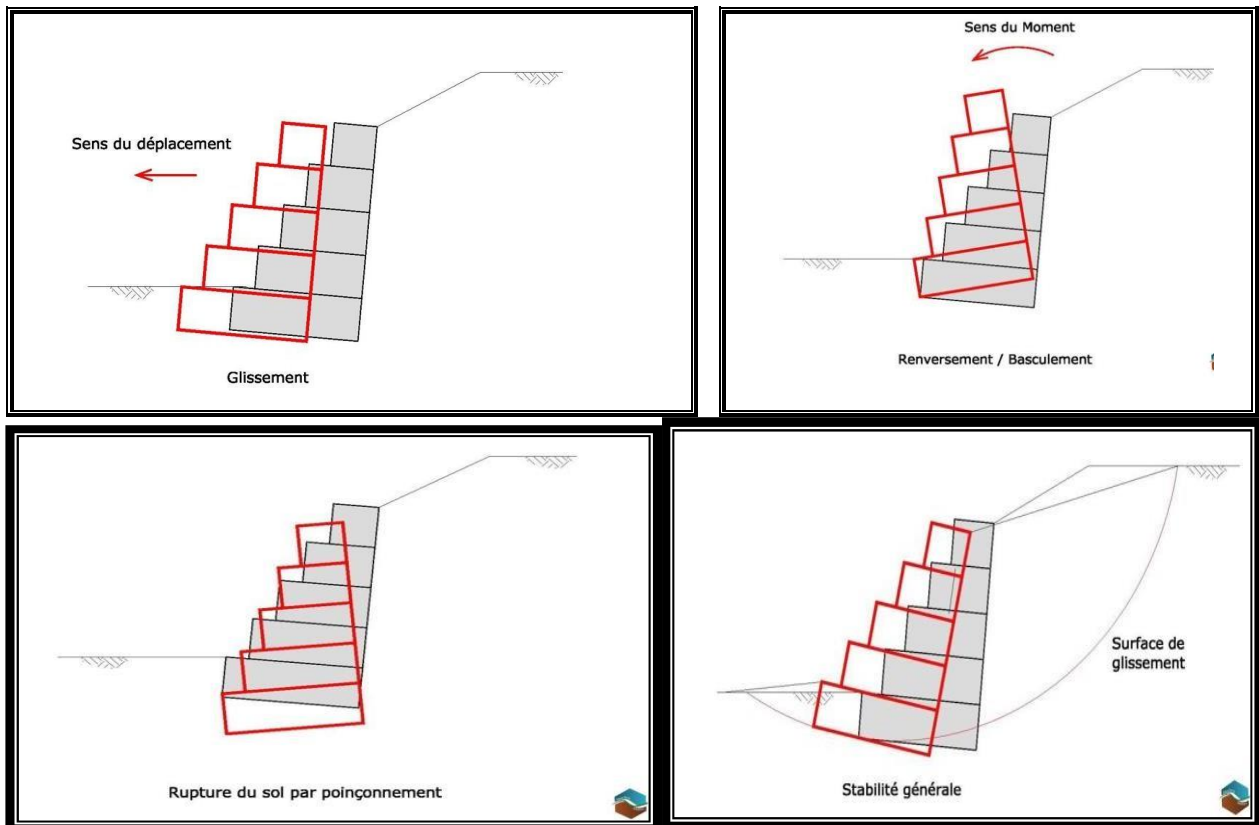 Sens du déplacement
Glissement
Sens du Moment
Renversement / Basculement
Rupture du sol par poinçonnement
Surface de
glissement
Stabilité générale